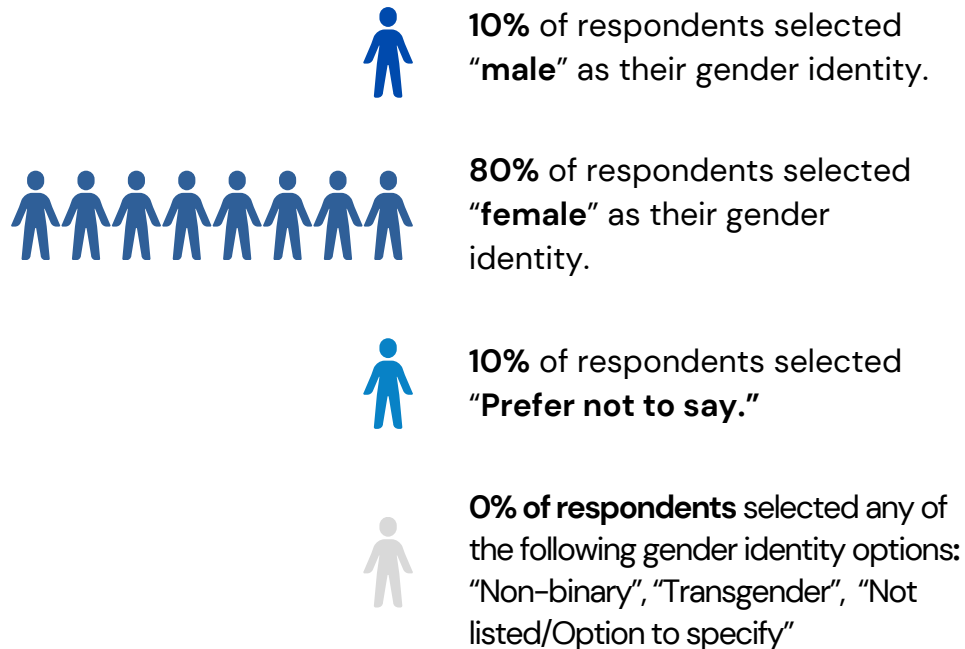 10% of respondents selected
“male” as their gender identity.
80% of respondents selected
“female” as their gender
identity.
10% of respondents selected
“Prefer not to say.”
0% of respondents selected any of
the following gender identity options:
“Non-binary”, “Transgender”, “Not
listed/Option to specify”